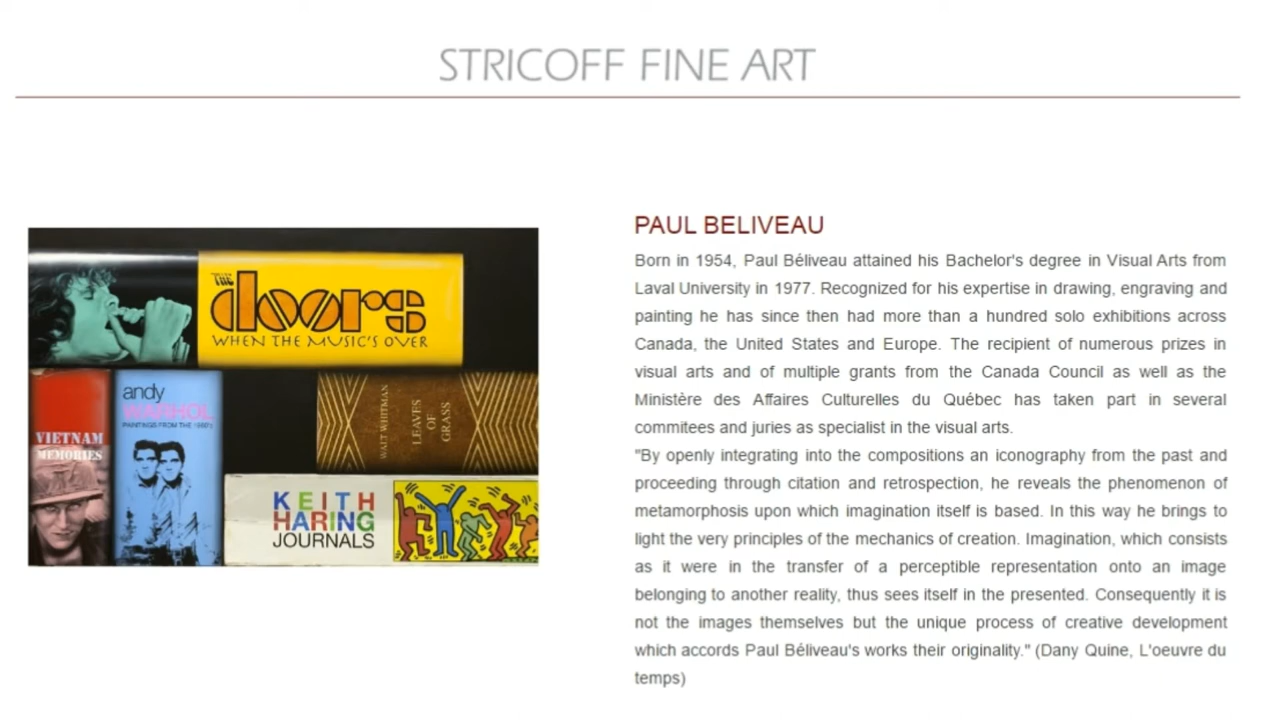 STRICOFF FINE ART
THE
doors
WHEN THE MUSIC'S OVER
VIETNAM
MEMORIES
andy
WARHOL
PAINTINGS FROM THE 1960's
WALT WHITMAN
LEAVES
OF
GRASS
KEITH
HARING
JOURNALS
PAUL BELIVEAU
Born in 1954, Paul Béliveau attained his Bachelor's degree in Visual Arts from
Laval University in 1977. Recognized for his expertise in drawing, engraving and
painting he has since then had more than a hundred solo exhibitions across
Canada, the United States and Europe. The recipient of numerous prizes in
visual arts and of multiple grants from the Canada Council as well as the
Ministère des Affaires Culturelles du Québec has taken part in several
commitees and juries as specialist in the visual arts.
"By openly integrating into the compositions an iconography from the past and
proceeding through citation and retrospection, he reveals the phenomenon of
metamorphosis upon which imagination itself is based. In this way he brings to
light the very principles of the mechanics of creation. Imagination, which consists
as it were in the transfer of a perceptible representation onto an image
belonging to another reality, thus sees itself in the presented. Consequently it is
not the images themselves but the unique process of creative development
which accords Paul Béliveau's works their originality." (Dany Quine, L'oeuvre du
temps)